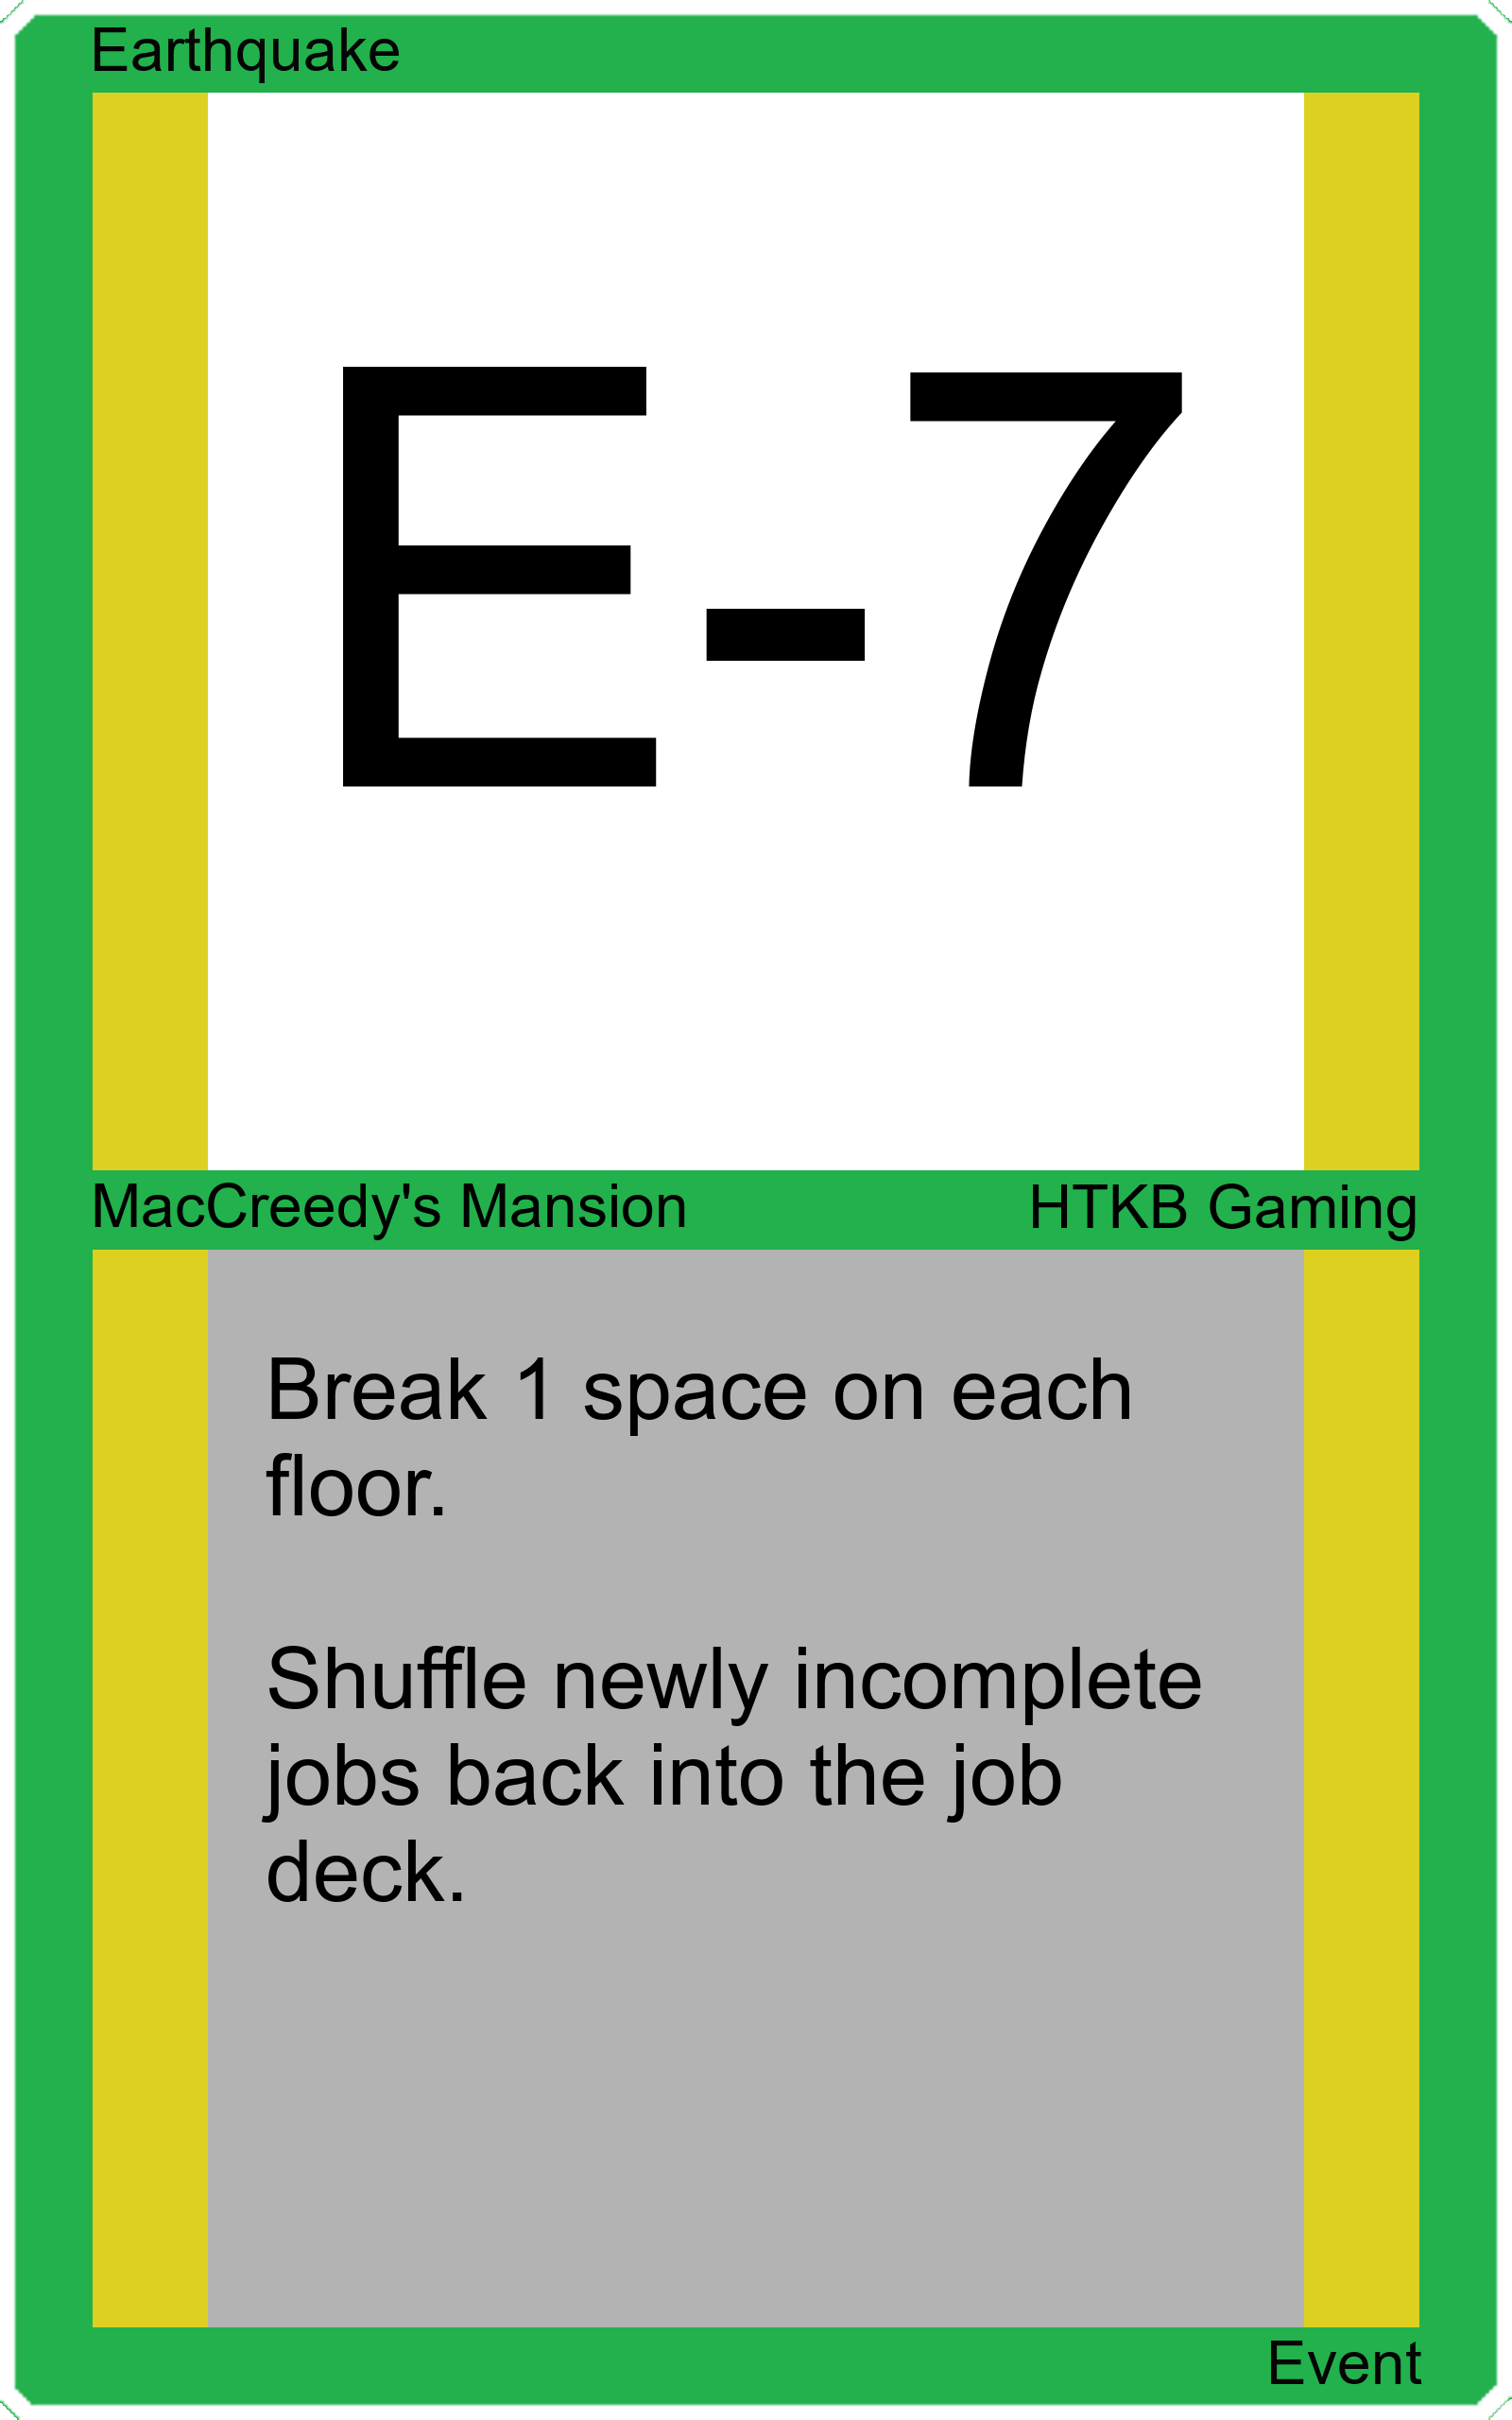 Earthquake
E-7
MacCreedy's Mansion HTKB Gaming
Break 1 space on each
floor.
Shuffle newly incomplete
jobs back into the job
deck.
Event